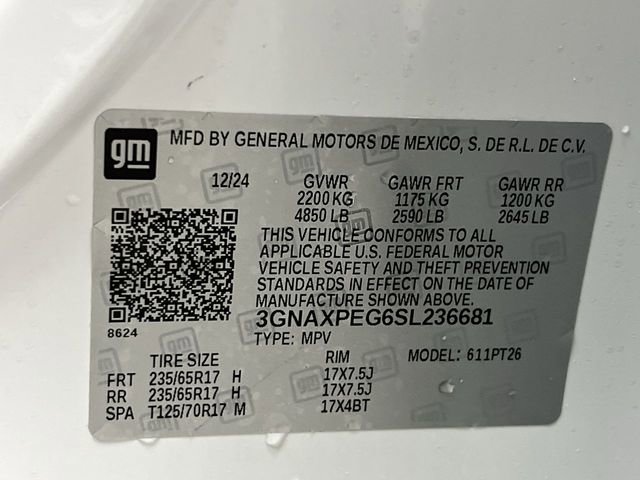 gm MFD BY GENERAL MOTORS DE MEXICO, S. DE R.L. DE C.V.
12/24 GVWR GAWR FRT GAWR RR
2200 KG 1175 KG 1200 KG
4850 LB 2590 LB 2645 LB
THIS VEHICLE CONFORMS TO ALL
APPLICABLE U.S. FEDERAL MOTOR
VEHICLE SAFETY AND THEFT PREVENTION
STANDARDS IN EFFECT ON THE DATE OF
MANUFACTURE SHOWN ABOVE.
8624 3GNAXPEG6SL236681
TYPE: MPV
TIRE SIZE RIM MODEL: 611PT26
FRT 235/65R17 H 17X7.5J
RR 235/65R17 H 17X7.5J
SPA T125/70R17 M 17X4BT